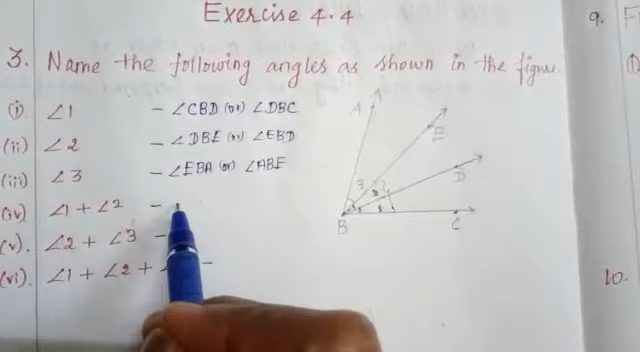 Exercise 4.4
9. F
3. Name the following angles as shown in the figure.
(i) ∠1 - ∠CBD (or) ∠DBC
(ii) ∠2 - ∠DBE (or) ∠EBD
(iii) ∠3 - ∠EBA (or) ∠ABE
(iv) ∠1 + ∠2 -
(v). ∠2 + ∠3 -
(vi). ∠1 + ∠2 + -
A
E
D
3
2
B
C
10.